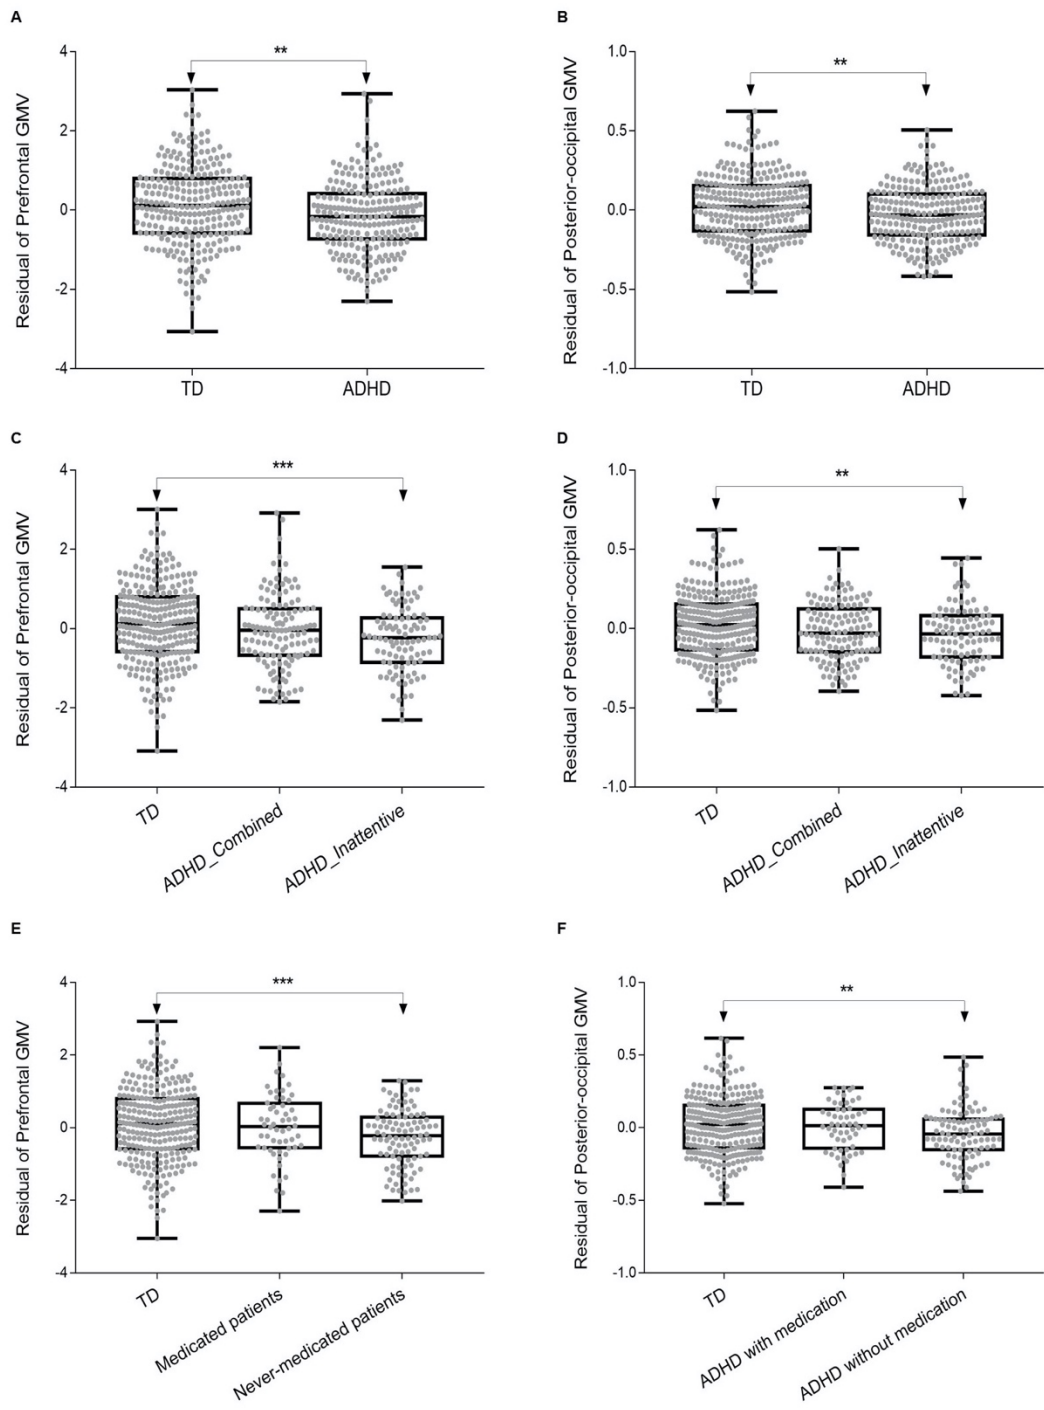 A
Residual of Prefrontal GMV
4
2
0
-2
-4
**
TD
ADHD
B
Residual of Posterior-occipital GMV
1.0
0.5
0.0
-0.5
-1.0
**
TD
ADHD
C
Residual of Prefrontal GMV
4
2
0
-2
-4
***
TD
ADHD_Combined
ADHD_Inattentive
D
Residual of Posterior-occipital GMV
1.0
0.5
0.0
-0.5
-1.0
**
TD
ADHD_Combined
ADHD_Inattentive
E
Residual of Prefrontal GMV
4
2
0
-2
-4
***
TD
Medicated patients
Never-medicated patients
F
Residual of Posterior-occipital GMV
1.0
0.5
0.0
-0.5
-1.0
**
TD
ADHD with medication
ADHD without medication